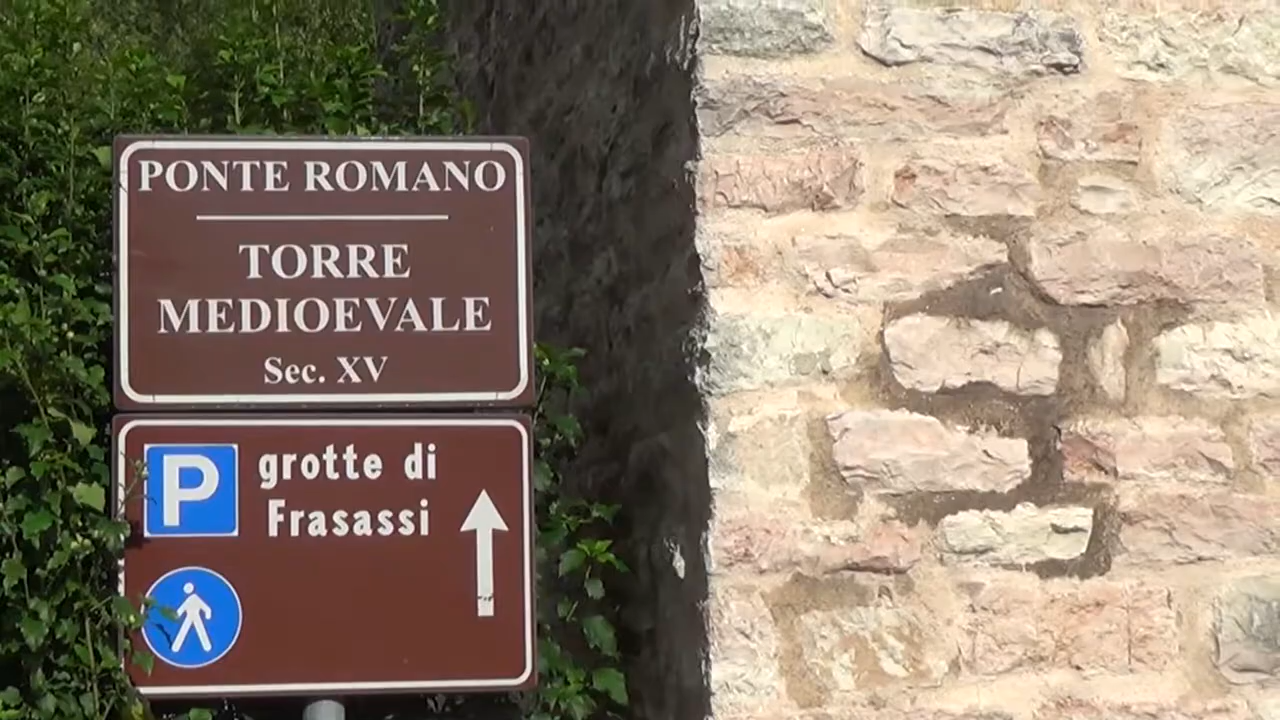 PONTE ROMANO
TORRE
MEDIOEVALE
Sec. XV
P grotte di
Frasassi